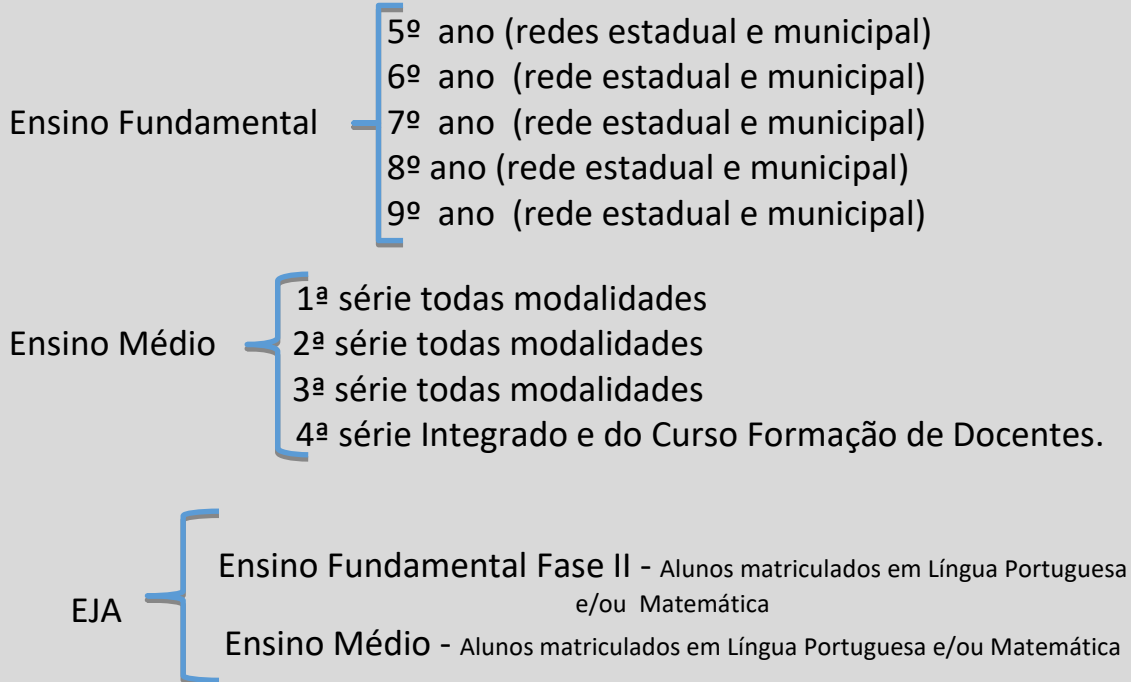 5º ano (redes estadual e municipal)
6º ano (rede estadual e municipal)
Ensino Fundamental
7º ano (rede estadual e municipal)
8º ano (rede estadual e municipal)
9º ano (rede estadual e municipal)
1ª série todas modalidades
Ensino Médio
2ª série todas modalidades
3ª série todas modalidades
4ª série Integrado e do Curso Formação de Docentes.
EJA
Ensino Fundamental Fase II - Alunos matriculados em Língua Portuguesa
e/ou Matemática
Ensino Médio - Alunos matriculados em Língua Portuguesa e/ou Matemática